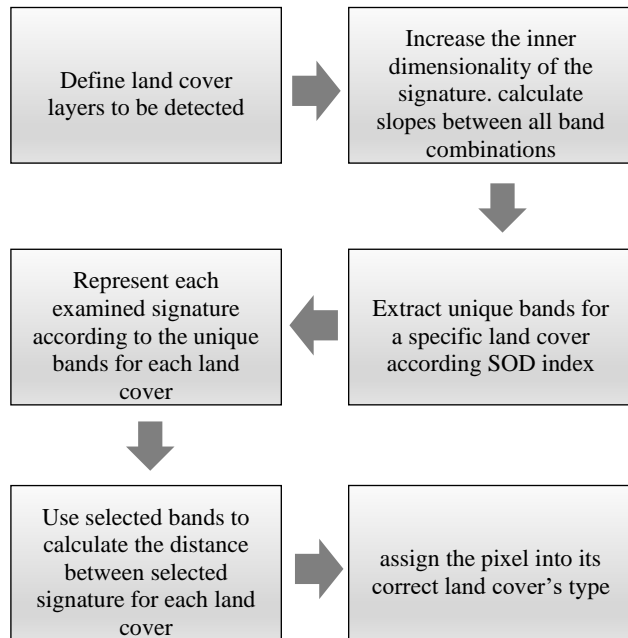 Define land cover
layers to be detected
Increase the inner
dimensionality of the
signature. calculate
slopes between all band
combinations
Extract unique bands for
a specific land cover
according SOD index
Represent each
examined signature
according to the unique
bands for each land
cover
Use selected bands to
calculate the distance
between selected
signature for each land
cover
assign the pixel into its
correct land cover’s type